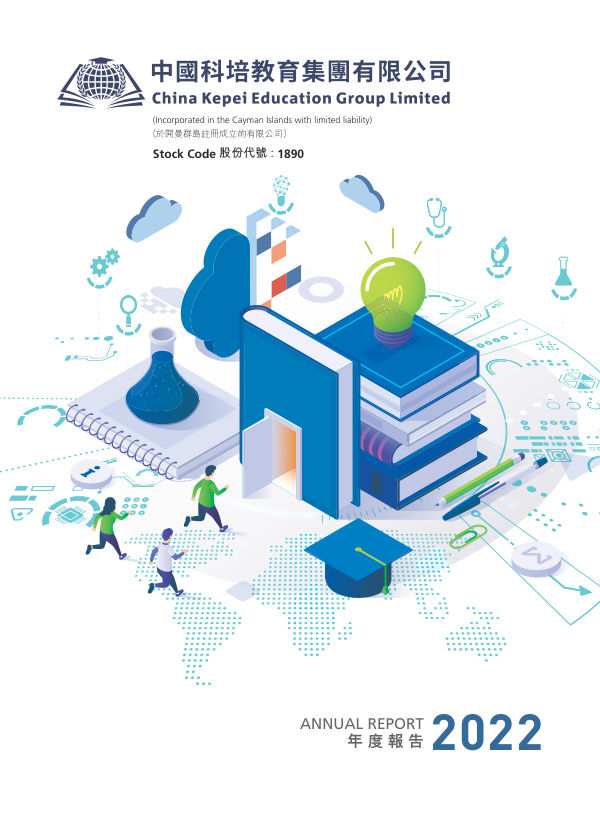 中國科培教育集團有限公司
China Kepei Education Group Limited
(Incorporated in the Cayman Islands with limited liability)
(於開曼群島註冊成立的有限公司)
Stock Code 股份代號 : 1890
i
Σ
ANNUAL REPORT
年度報告
2022